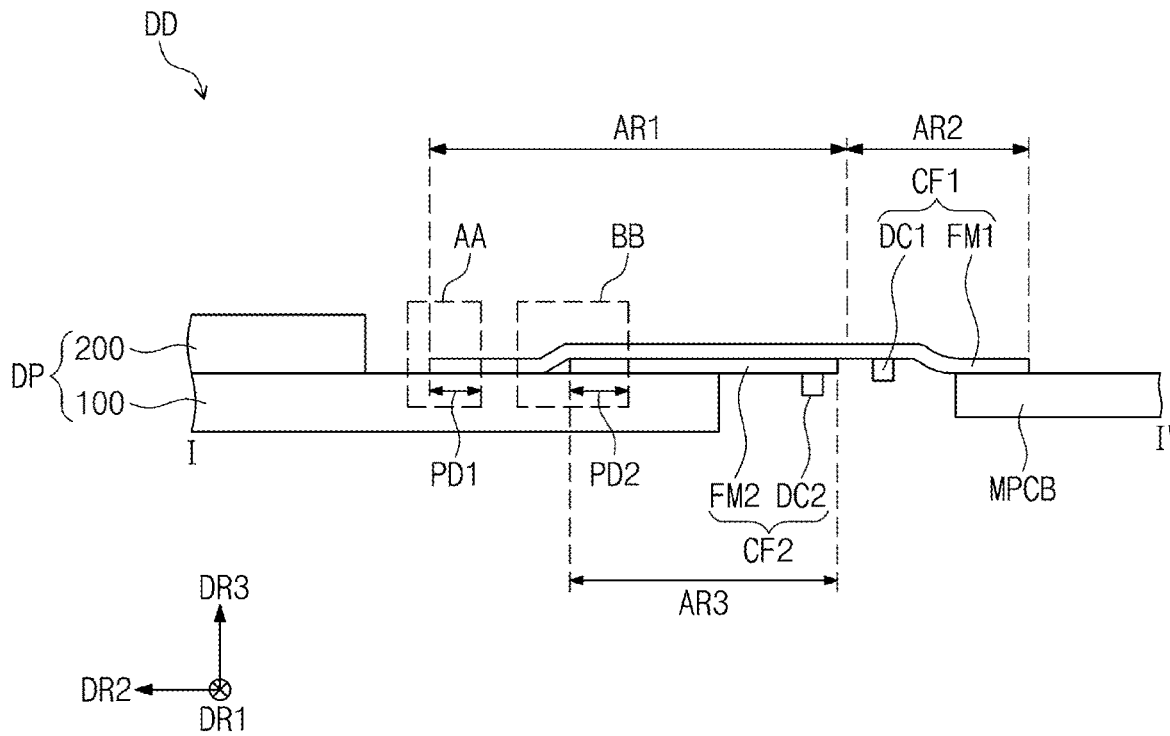 DD
AR1 AR2
CF1
DC1 FM1
AA BB
DP 200
100
I I'
PD1 PD2 FM2 DC2 MPCB
CF2
AR3
DR3
DR2
DR1